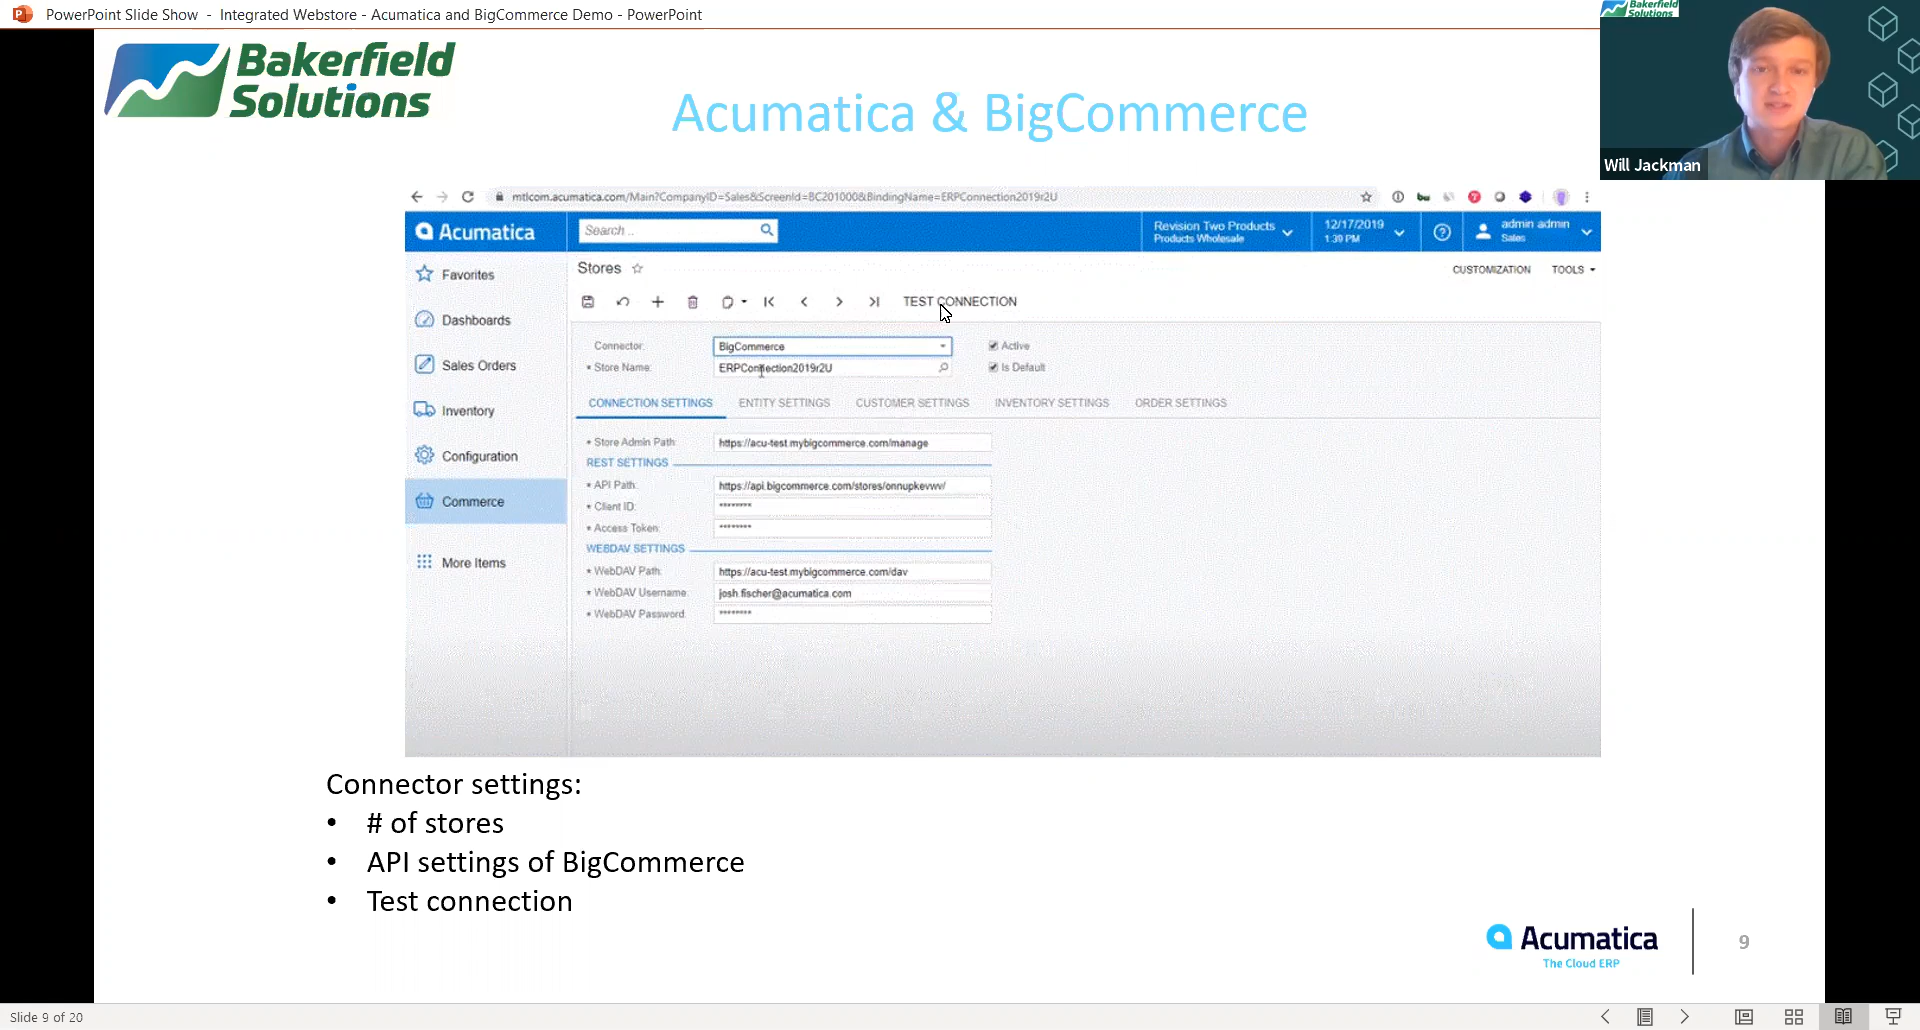 PowerPoint Slide Show - Integrated Webstore - Acumatica and BigCommerce Demo - PowerPoint
Bakerfield
Solutions
Bakerfield
Solutions
Will Jackman
Acumatica & BigCommerce
mtlcom.acumatica.com/Main?CompanyID=Sales&ScreenId=BC201000&BindingName=ERPConnection2019r2U
Acumatica
Search ..
Revision Two Products
Products Wholesale
12/17/2019
1:39 PM
admin admin
Sales
Favorites
Dashboards
Sales Orders
Inventory
Configuration
Commerce
More Items
Stores
CUSTOMIZATION TOOLS
TEST CONNECTION
Connector: BigCommerce Active
* Store Name: ERPConnection2019r2U Is Default
CONNECTION SETTINGS ENTITY SETTINGS CUSTOMER SETTINGS INVENTORY SETTINGS ORDER SETTINGS
* Store Admin Path: https://acu-test.mybigcommerce.com/manage
REST SETTINGS
* API Path: https://api.bigcommerce.com/stores/onnupkevwv/
* Client ID: ********
* Access Token: ********
WEBDAV SETTINGS
* WebDAV Path: https://acu-test.mybigcommerce.com/dav
* WebDAV Username: josh.fischer@acumatica.com
* WebDAV Password: ********
Connector settings:
• # of stores
• API settings of BigCommerce
• Test connection
Acumatica
The Cloud ERP
9
Slide 9 of 20